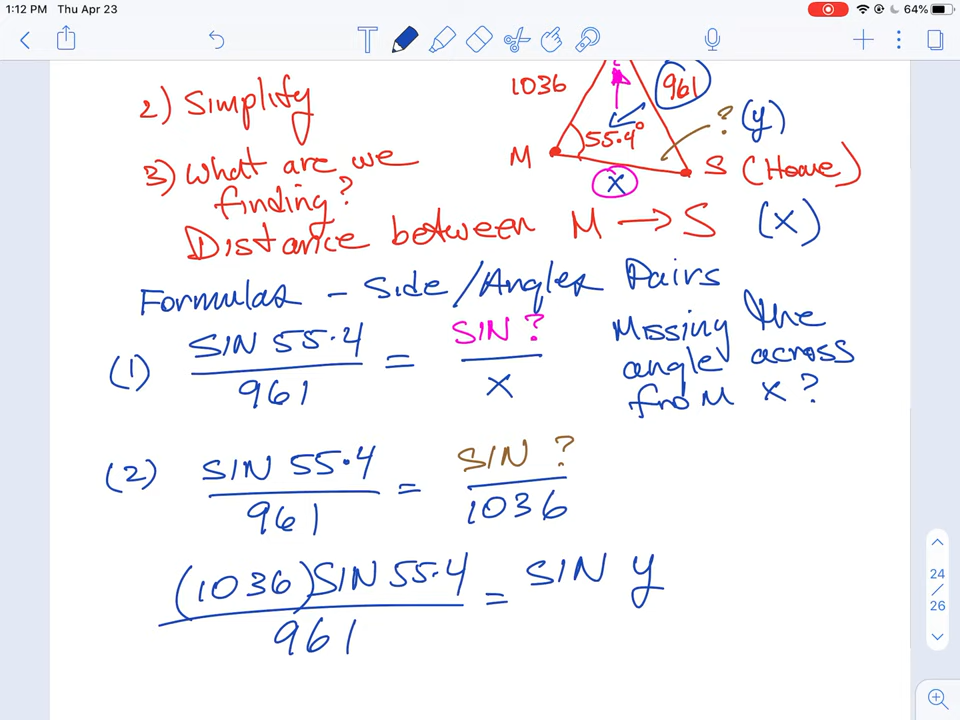 1:12 PM Thu Apr 23
64%
T
2) Simplify
1036
961
55.4°
? (y)
M
x
S (Home)
3) What are we
finding?
Distance between M → S (x)
Formulas - Side/Angles Pairs
(1) SIN 55.4 / 961 = SIN ? / x
Missing the
angle across
from x?
(2) SIN 55.4 / 961 = SIN ? / 1036
(1036) SIN 55.4 / 961 = SIN y
24
/
26